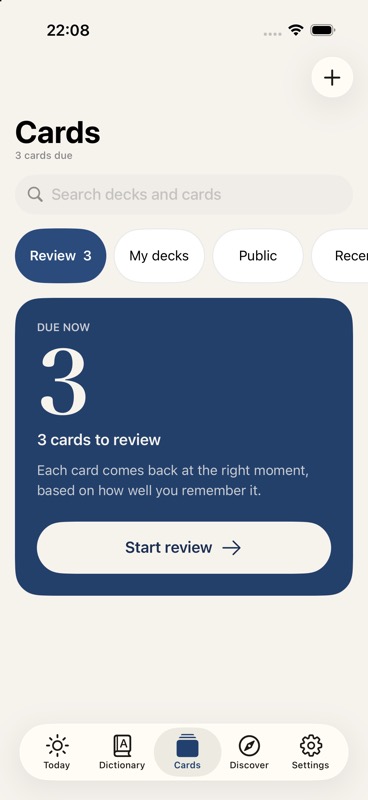 22:08
Cards
3 cards due
Search decks and cards
Review 3
My decks
Public
Recen
DUE NOW
3
3 cards to review
Each card comes back at the right moment,
based on how well you remember it.
Start review
Today
Dictionary
Cards
Discover
Settings